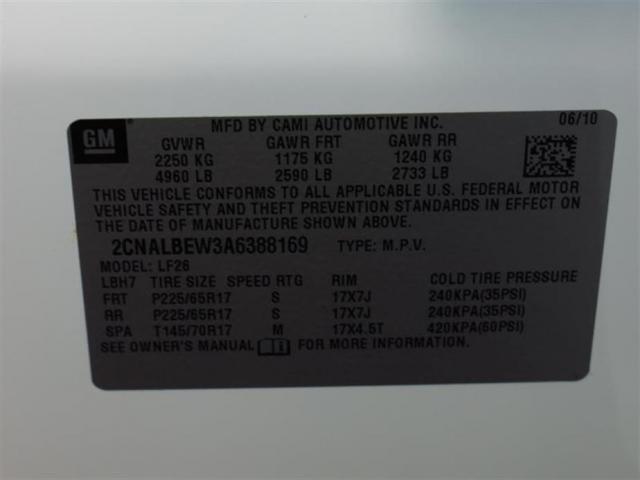 GM
MFD BY CAMI AUTOMOTIVE INC. 06/10
GVWR GAWR FRT GAWR RR
2250 KG 1175 KG 1240 KG
4960 LB 2590 LB 2733 LB
THIS VEHICLE CONFORMS TO ALL APPLICABLE U.S. FEDERAL MOTOR
VEHICLE SAFETY AND THEFT PREVENTION STANDARDS IN EFFECT ON
THE DATE OF MANUFACTURE SHOWN ABOVE.
2CNALBEW3A6388169 TYPE: M.P.V.
MODEL: LF26
LBH7 TIRE SIZE SPEED RTG RIM COLD TIRE PRESSURE
FRT P225/65R17 S 17X7J 240KPA(35PSI)
RR P225/65R17 S 17X7J 240KPA(35PSI)
SPA T145/70R17 M 17X4.5T 420KPA(60PSI)
SEE OWNER'S MANUAL FOR MORE INFORMATION.